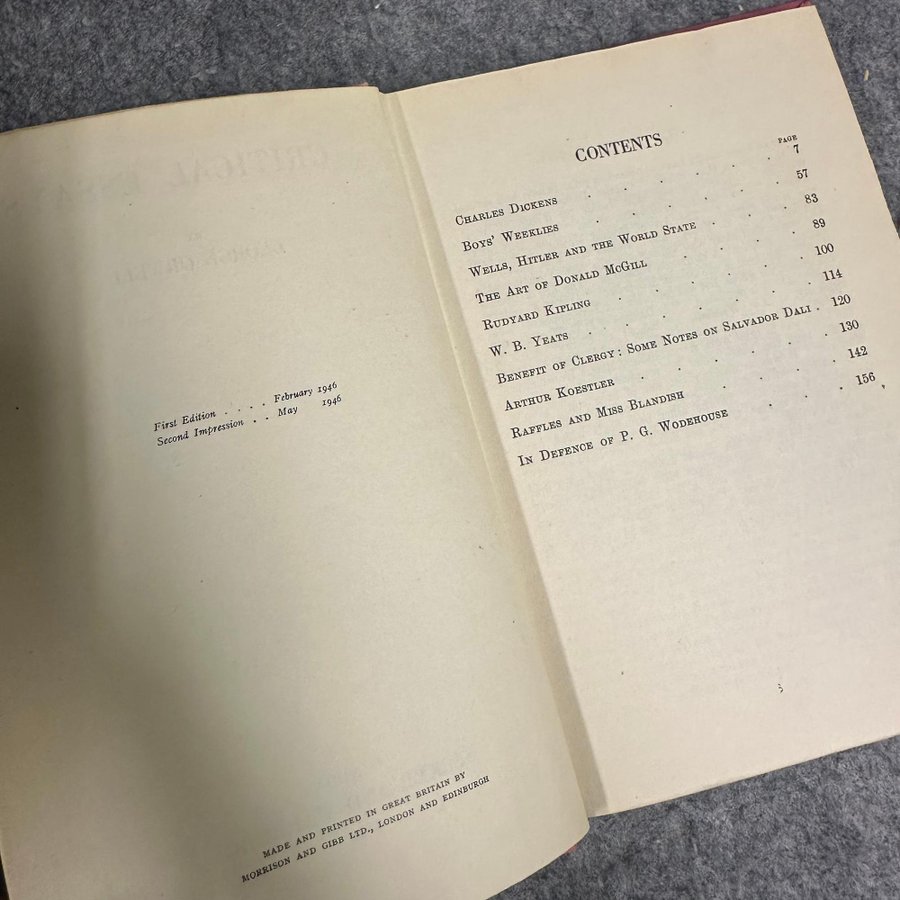 First Edition . . . . February 1946
Second Impression . . May 1946
MADE AND PRINTED IN GREAT BRITAIN BY
MORRISON AND GIBB LTD., LONDON AND EDINBURGH
CONTENTS
PAGE
CHARLES DICKENS . . . . . . 7
BOYS' WEEKLIES . . . . . . 57
WELLS, HITLER AND THE WORLD STATE . . . 83
THE ART OF DONALD MCGILL . . . . 89
RUDYARD KIPLING . . . . . . 100
W. B. YEATS . . . . . . . 114
BENEFIT OF CLERGY: SOME NOTES ON SALVADOR DALI . 120
ARTHUR KOESTLER . . . . . . 130
RAFFLES AND MISS BLANDISH . . . . 142
IN DEFENCE OF P. G. WODEHOUSE . . . 156